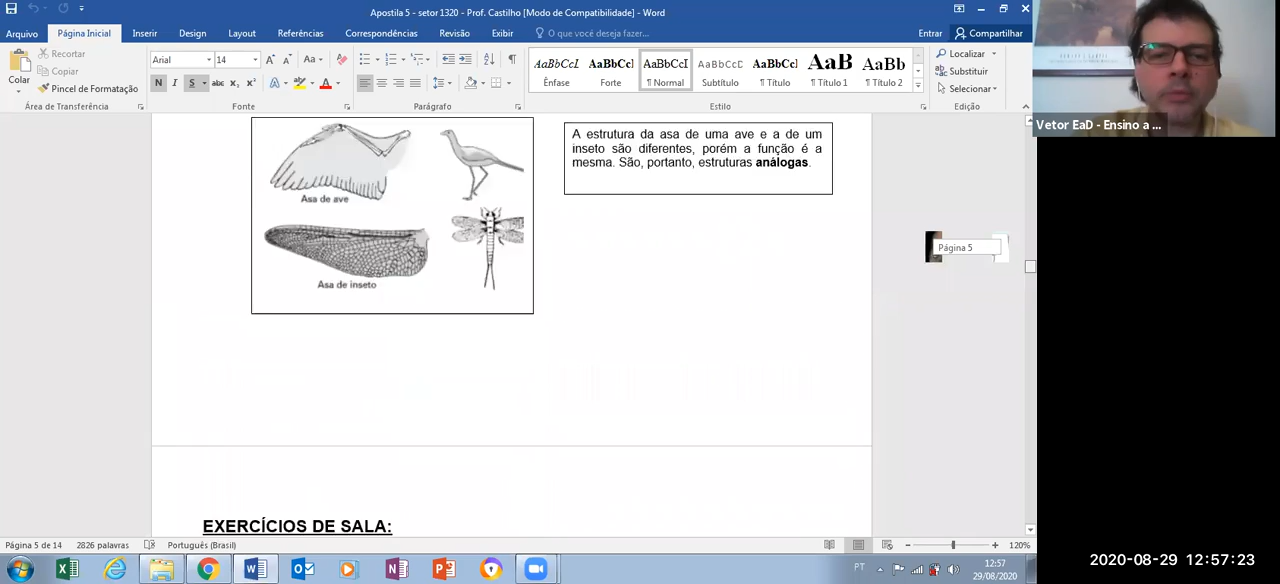 Apostila 5 - setor 1320 - Prof. Castilho [Modo de Compatibilidade] - Word
Arquivo Página Inicial Inserir Design Layout Referências Correspondências Revisão Exibir O que você deseja fazer... Entrar Compartilhar
Colar
Recortar
Copiar
Pincel de Formatação
Área de Transferência
Arial 14
N I S abc x₂ x²
Fonte
Parágrafo
AaBbCcI AaBbCcI AaBbCcI AaBbCcD AaBbCcI AaB AaBb
Ênfase Forte ¶ Normal Subtítulo ¶ Título ¶ Título 1 ¶ Título 2
Estilo
Localizar
Substituir
Selecionar
Edição
Vetor EaD - Ensino a ...
Asa de ave
Asa de inseto
A estrutura da asa de uma ave e a de um
inseto são diferentes, porém a função é a
mesma. São, portanto, estruturas análogas.
Página 5
EXERCÍCIOS DE SALA:
Página 5 de 14 2826 palavras Português (Brasil) 120%
PT 12:57
29/08/2020
2020-08-29 12:57:23